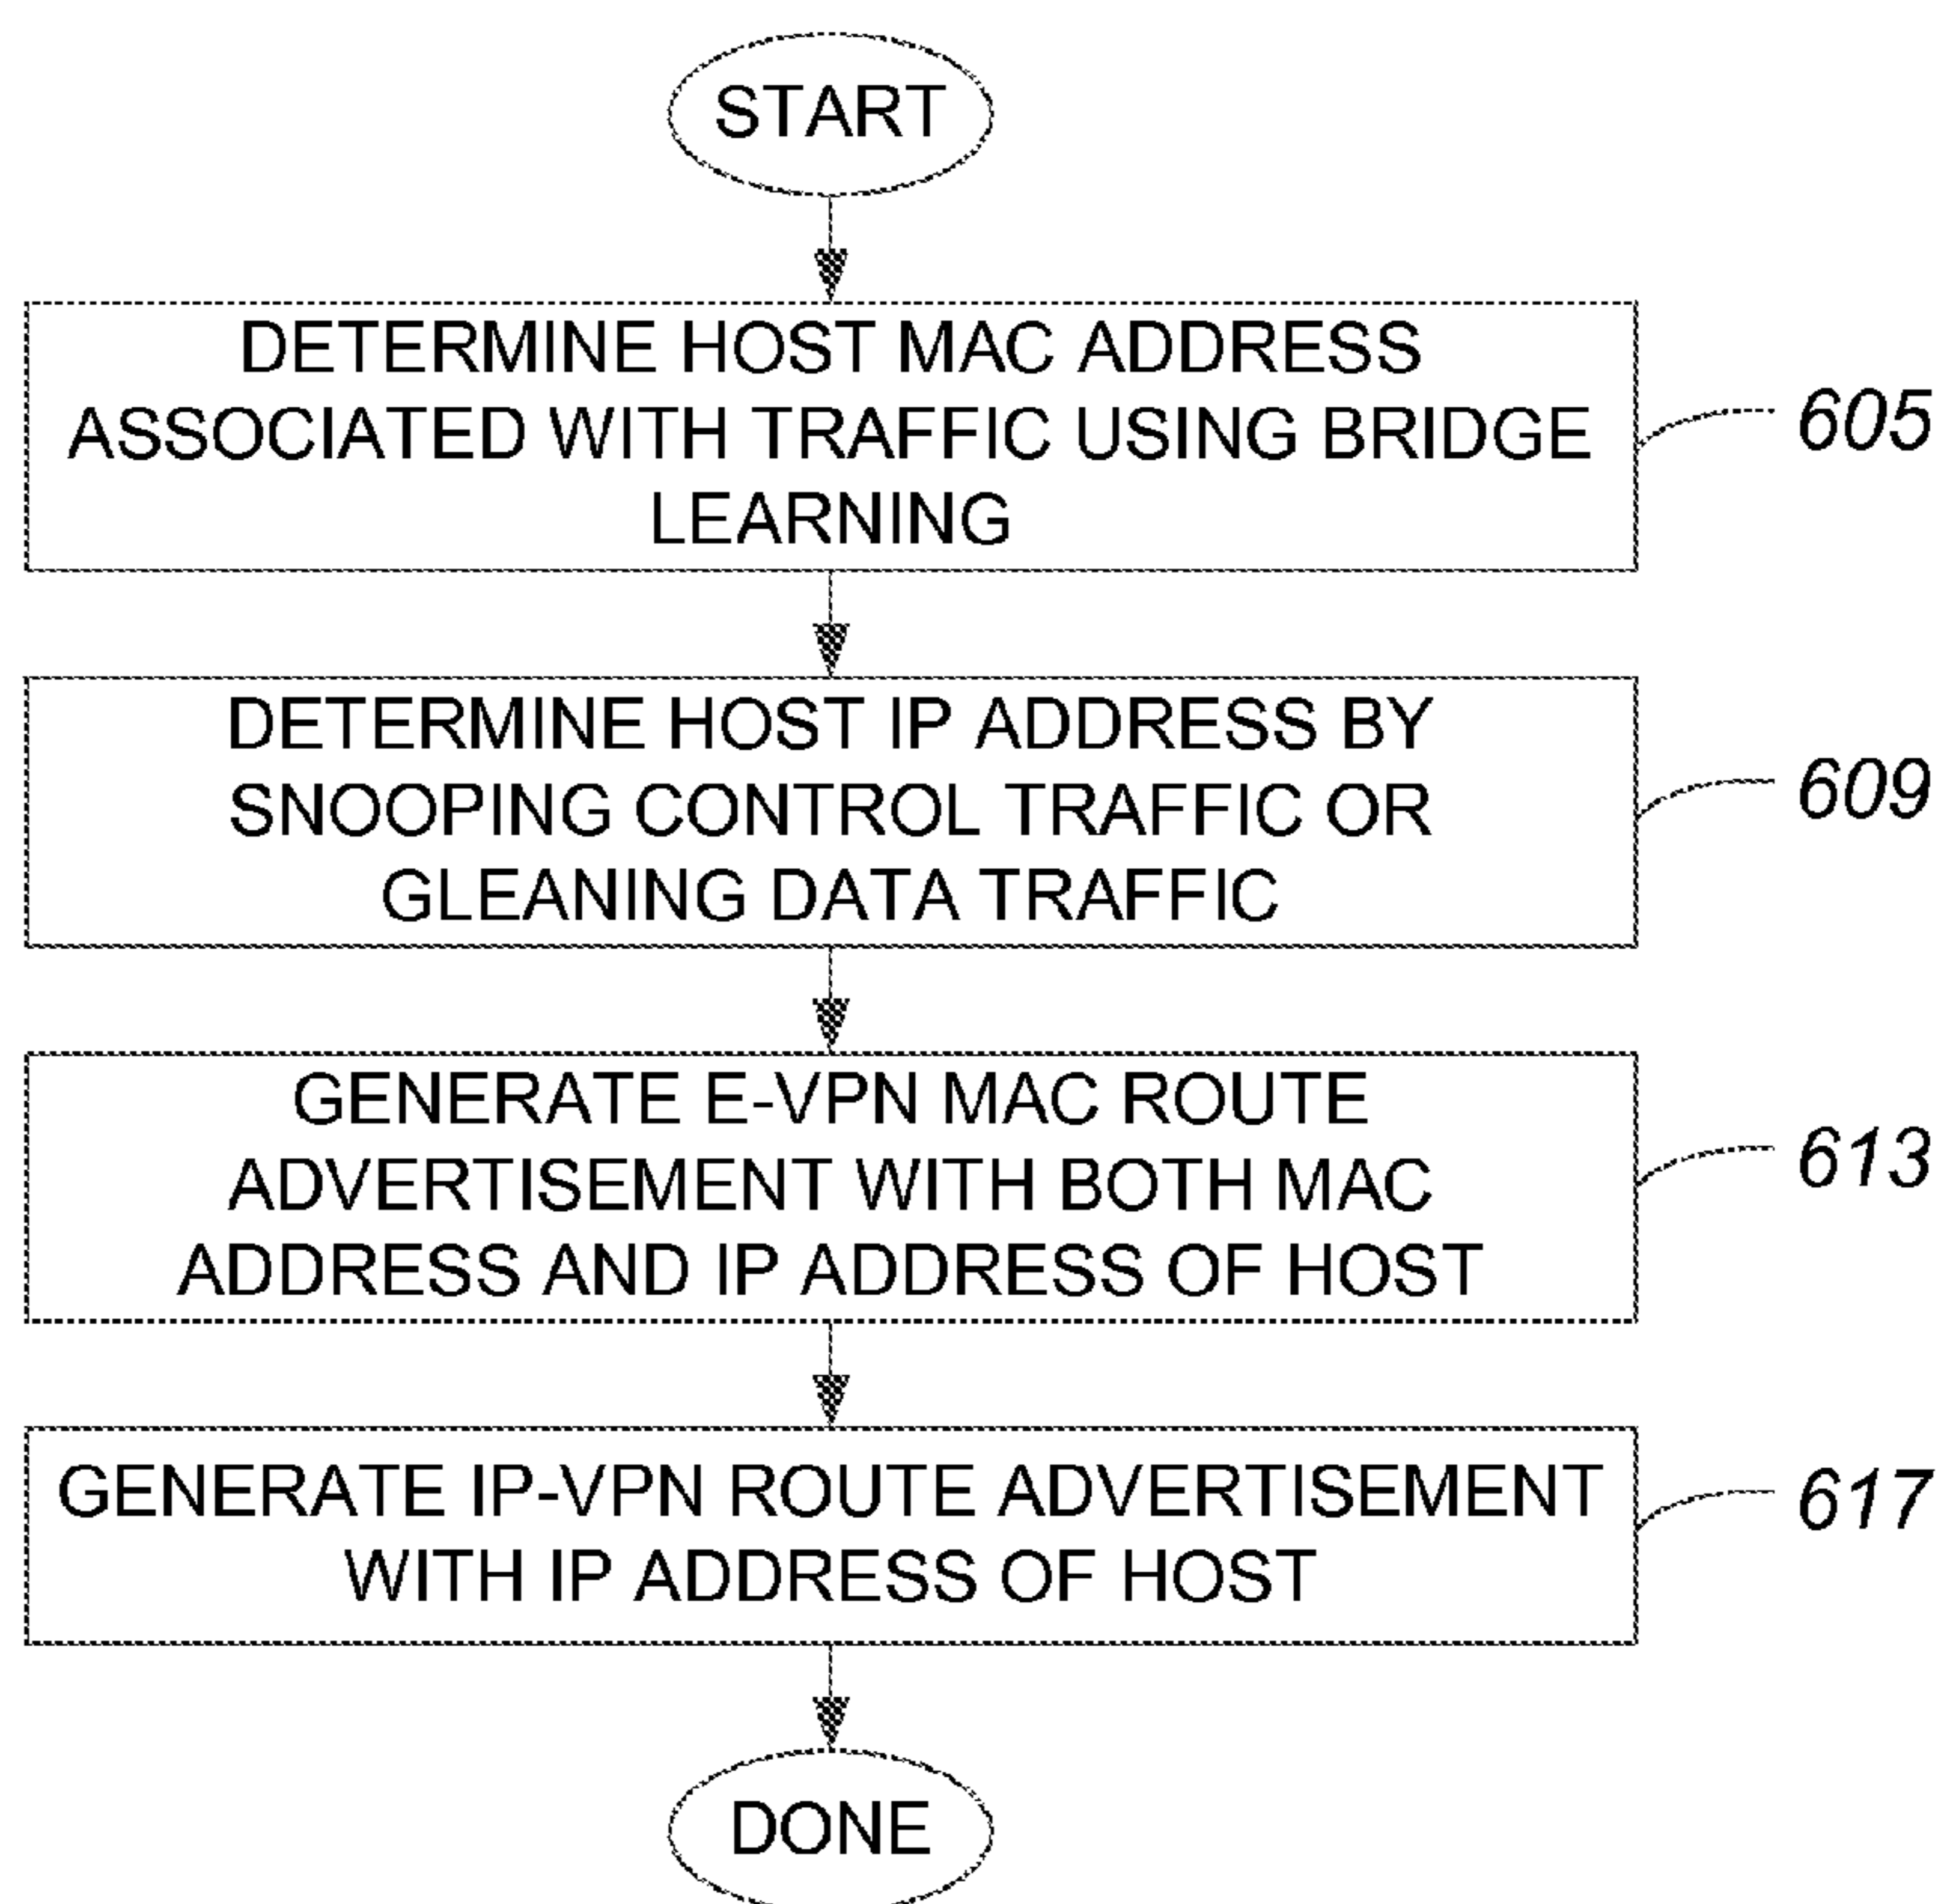 START
DETERMINE HOST MAC ADDRESS
ASSOCIATED WITH TRAFFIC USING BRIDGE
LEARNING
605
DETERMINE HOST IP ADDRESS BY
SNOOPING CONTROL TRAFFIC OR
GLEANING DATA TRAFFIC
609
GENERATE E-VPN MAC ROUTE
ADVERTISEMENT WITH BOTH MAC
ADDRESS AND IP ADDRESS OF HOST
613
GENERATE IP-VPN ROUTE ADVERTISEMENT
WITH IP ADDRESS OF HOST
617
DONE